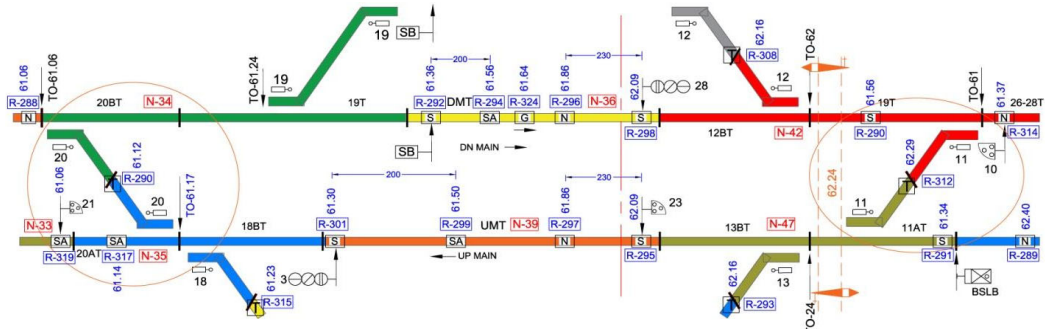 61.06
R-288
N
TO-61.06
20BT
N-34
TO-61.24
19
19
19T
SB
200
61.36
R-292
S
DMT
61.56
R-294
SA
61.64
R-324
G
61.86
R-296
N
230
N-36
62.09
S
R-298
28
12
62.16
R-308
T
12
12BT
N-42
TO-62
62.24
61.56
S
R-290
19T
TO-61
61.37
N
26-28T
R-314
10
SB
DN MAIN
20
61.12
T
R-290
20
11
62.29
T
R-312
11
N-33
61.06
21
SA
R-319
20AT
SA
R-317
61.14
N-35
TO-61.17
18BT
61.30
R-301
S
200
61.50
R-299
SA
UMT
N-39
61.86
R-297
N
230
62.09
S
R-295
23
13BT
N-47
11AT
61.34
S
R-291
62.40
N
R-289
UP MAIN
18
61.23
T
R-315
3
62.16
T
R-293
13
O-24
BSLB